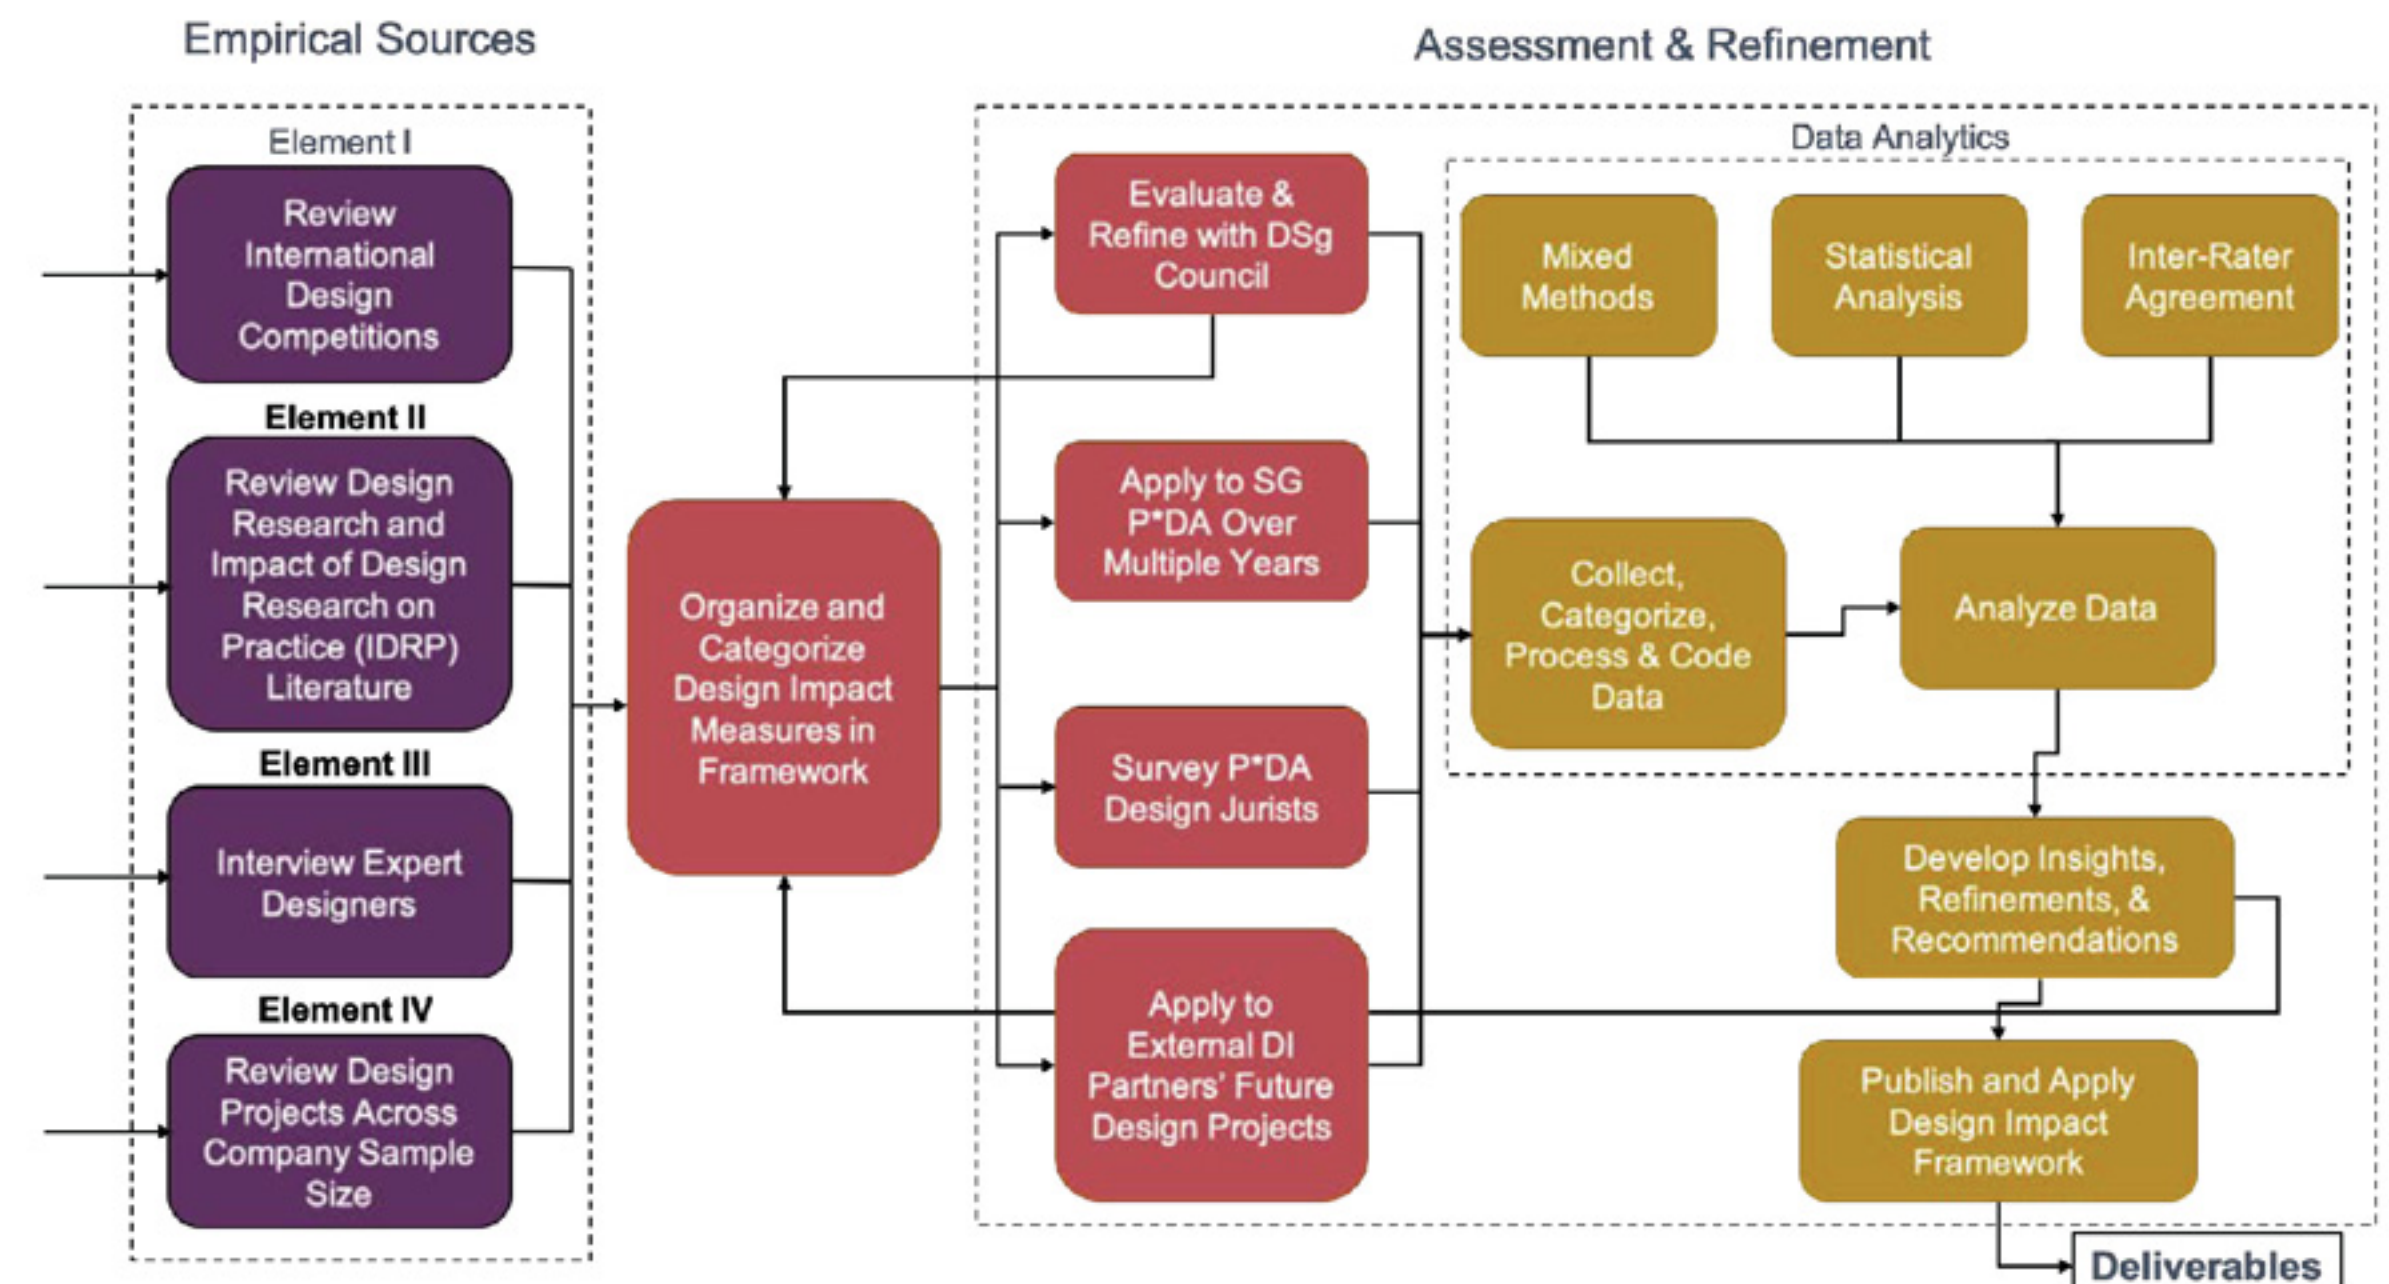 Empirical Sources
Element I
Review
International
Design
Competitions
Element II
Review Design
Research and
Impact of Design
Research on
Practice (IDRP)
Literature
Element III
Interview Expert
Designers
Element IV
Review Design
Projects Across
Company Sample
Size
Organize and
Categorize
Design Impact
Measures in
Framework
Assessment & Refinement
Evaluate &
Refine with DSg
Council
Apply to SG
P*DA Over
Multiple Years
Survey P*DA
Design Jurists
Apply to
External DI
Partners' Future
Design Projects
Data Analytics
Mixed
Methods
Statistical
Analysis
Inter-Rater
Agreement
Collect,
Categorize,
Process & Code
Data
Analyze Data
Develop Insights,
Refinements, &
Recommendations
Publish and Apply
Design Impact
Framework
Deliverables